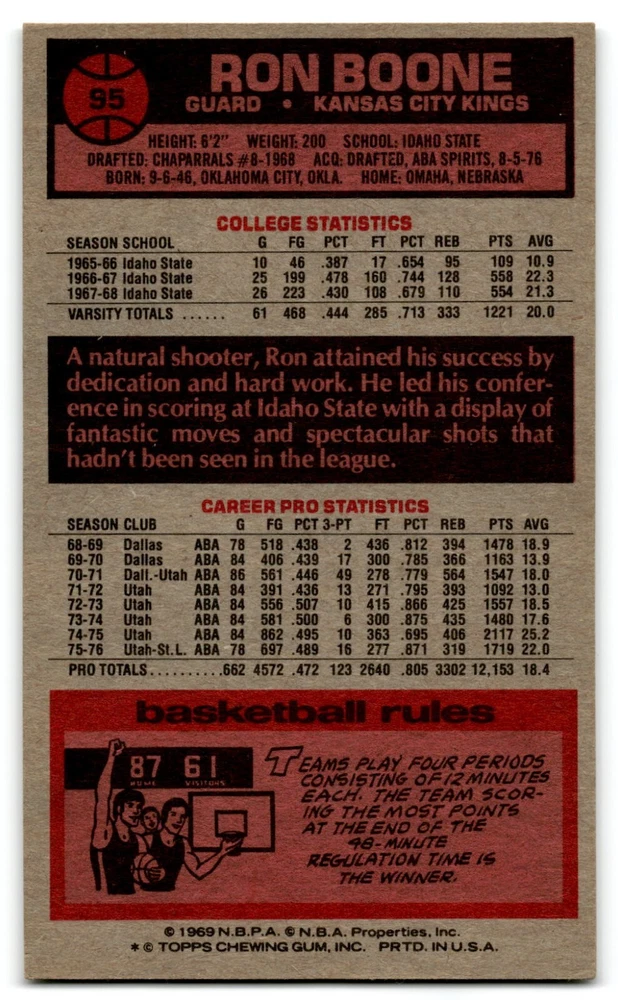 95
RON BOONE
GUARD • KANSAS CITY KINGS
HEIGHT: 6'2" WEIGHT: 200 SCHOOL: IDAHO STATE
DRAFTED: CHAPARRALS #8-1968 ACQ: DRAFTED, ABA SPIRITS, 8-5-76
BORN: 9-6-46, OKLAHOMA CITY, OKLA. HOME: OMAHA, NEBRASKA
COLLEGE STATISTICS
SEASON SCHOOL G FG PCT FT PCT REB PTS AVG
1965-66 Idaho State 10 46 .387 17 .654 95 109 10.9
1966-67 Idaho State 25 199 .478 160 .744 128 558 22.3
1967-68 Idaho State 26 223 .430 108 .679 110 554 21.3
VARSITY TOTALS ...... 61 468 .444 285 .713 333 1221 20.0
A natural shooter, Ron attained his success by
dedication and hard work. He led his confer-
ence in scoring at Idaho State with a display of
fantastic moves and spectacular shots that
hadn't been seen in the league.
CAREER PRO STATISTICS
SEASON CLUB G FG PCT 3-PT FT PCT REB PTS AVG
68-69 Dallas ABA 78 518 .438 2 436 .812 394 1478 18.9
69-70 Dallas ABA 84 406 .439 17 300 .785 366 1163 13.9
70-71 Dall.-Utah ABA 86 561 .446 49 278 .779 564 1547 18.0
71-72 Utah ABA 84 391 .436 13 271 .795 393 1092 13.0
72-73 Utah ABA 84 556 .507 10 415 .866 425 1557 18.5
73-74 Utah ABA 84 581 .500 6 300 .875 435 1480 17.6
74-75 Utah ABA 84 862 .495 10 363 .695 406 2117 25.2
75-76 Utah-St.L. ABA 78 697 .489 16 277 .871 319 1719 22.0
PRO TOTALS..........662 4572 .472 123 2640 .805 3302 12,153 18.4
basketball rules
87 61
HOME VISITORS
TEAMS PLAY FOUR PERIODS
CONSISTING OF 12 MINUTES
EACH. THE TEAM SCOR-
ING THE MOST POINTS
AT THE END OF THE
48-MINUTE
REGULATION TIME IS
THE WINNER.
© 1969 N.B.P.A. © N.B.A. Properties, Inc.
* © TOPPS CHEWING GUM, INC. PRTD. IN U.S.A.